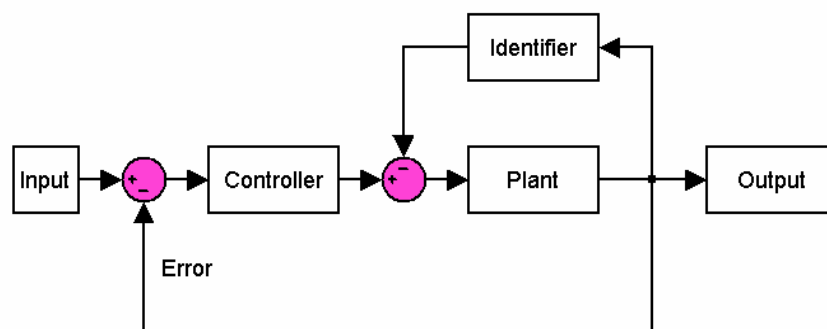 Identifier
Input
+
−
Controller
+
−
Plant
Output
Error